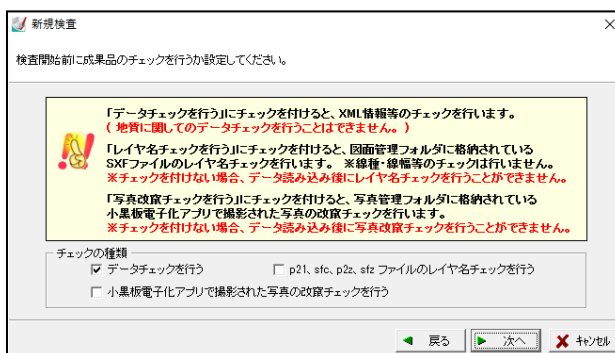 新規検査
検査開始前に成果品のチェックを行うか設定してください。
「データチェックを行う」にチェックを付けると、XML情報等のチェックを行います。
( 地質に関してのデータチェックを行うことはできません。)
「レイヤ名チェックを行う」にチェックを付けると、図面管理フォルダに格納されている
SXFファイルのレイヤ名チェックを行います。 ※線種・線幅等のチェックは行いません。
※チェックを付けない場合、データ読み込み後にレイヤ名チェックを行うことができません。
「写真改竄チェックを行う」にチェックを付けると、写真管理フォルダに格納されている
小黒板電子化アプリで撮影された写真の改竄チェックを行います。
※チェックを付けない場合、データ読み込み後に写真改竄チェックを行うことができません。
チェックの種類
データチェックを行う p21、sfc、p2z、sfz ファイルのレイヤ名チェックを行う
小黒板電子化アプリで撮影された写真の改竄チェックを行う
戻る 次へ キャンセル